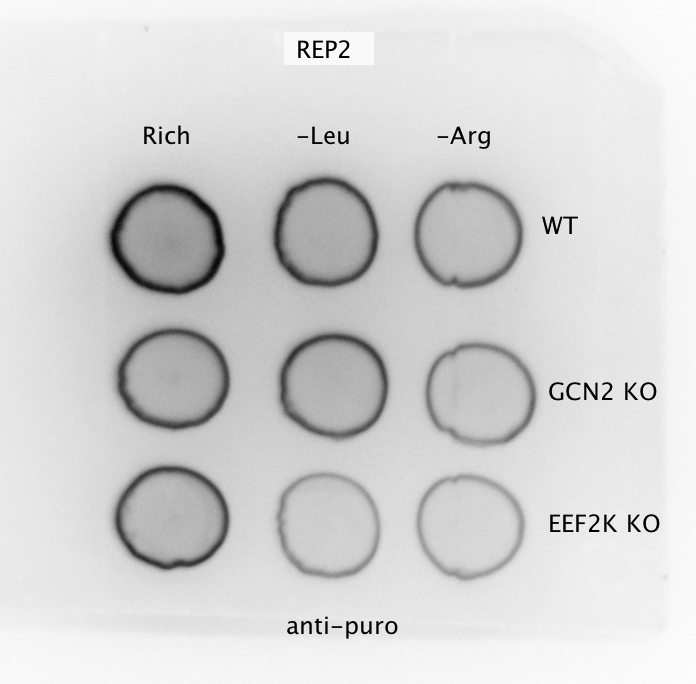 REP2
Rich –Leu –Arg
WT
GCN2 KO
EEF2K KO
anti–puro